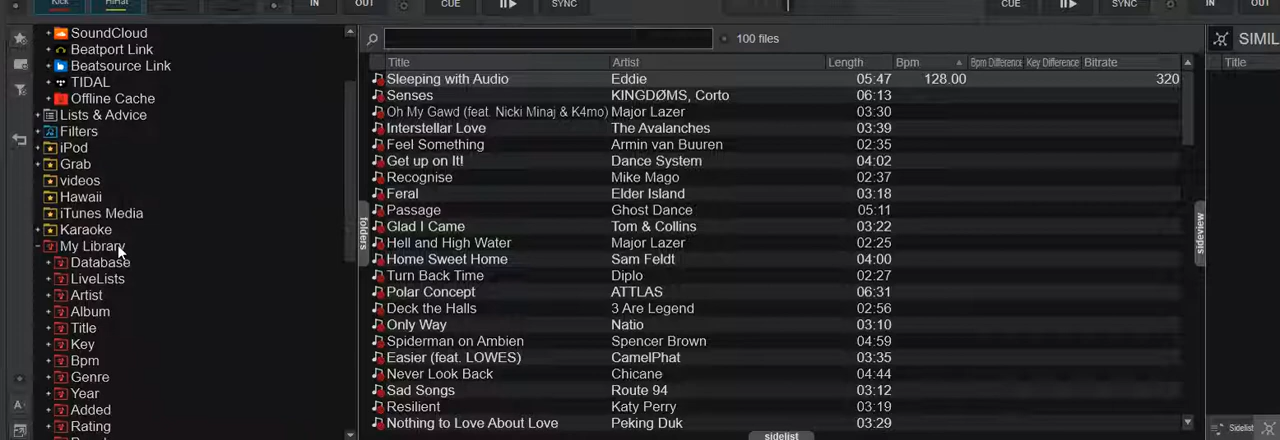 Kick HiHat IN OUT CUE SYNC CUE SYNC IN OUT
SoundCloud
Beatport Link
Beatsource Link
TIDAL
Offline Cache
Lists & Advice
Filters
iPod
Grab
videos
Hawaii
iTunes Media
Karaoke
My Library
Database
LiveLists
Artist
Album
Title
Key
Bpm
Genre
Year
Added
Rating
folders
100 files
Title Artist Length Bpm Bpm Difference Key Difference Bitrate
Sleeping with Audio Eddie 05:47 128.00 320
Senses KINGDØMS, Corto 06:13
Oh My Gawd (feat. Nicki Minaj & K4mo) Major Lazer 03:30
Interstellar Love The Avalanches 03:39
Feel Something Armin van Buuren 02:35
Get up on It! Dance System 04:02
Recognise Mike Mago 02:37
Feral Elder Island 03:18
Passage Ghost Dance 05:11
Glad I Came Tom & Collins 03:22
Hell and High Water Major Lazer 02:25
Home Sweet Home Sam Feldt 04:00
Turn Back Time Diplo 02:27
Polar Concept ATTLAS 06:31
Deck the Halls 3 Are Legend 02:56
Only Way Natio 03:10
Spiderman on Ambien Spencer Brown 04:59
Easier (feat. LOWES) CamelPhat 03:35
Never Look Back Chicane 04:44
Sad Songs Route 94 03:12
Resilient Katy Perry 03:19
Nothing to Love About Love Peking Duk 03:29
sidelist
sideview
SIMIL
Title
Sidelist